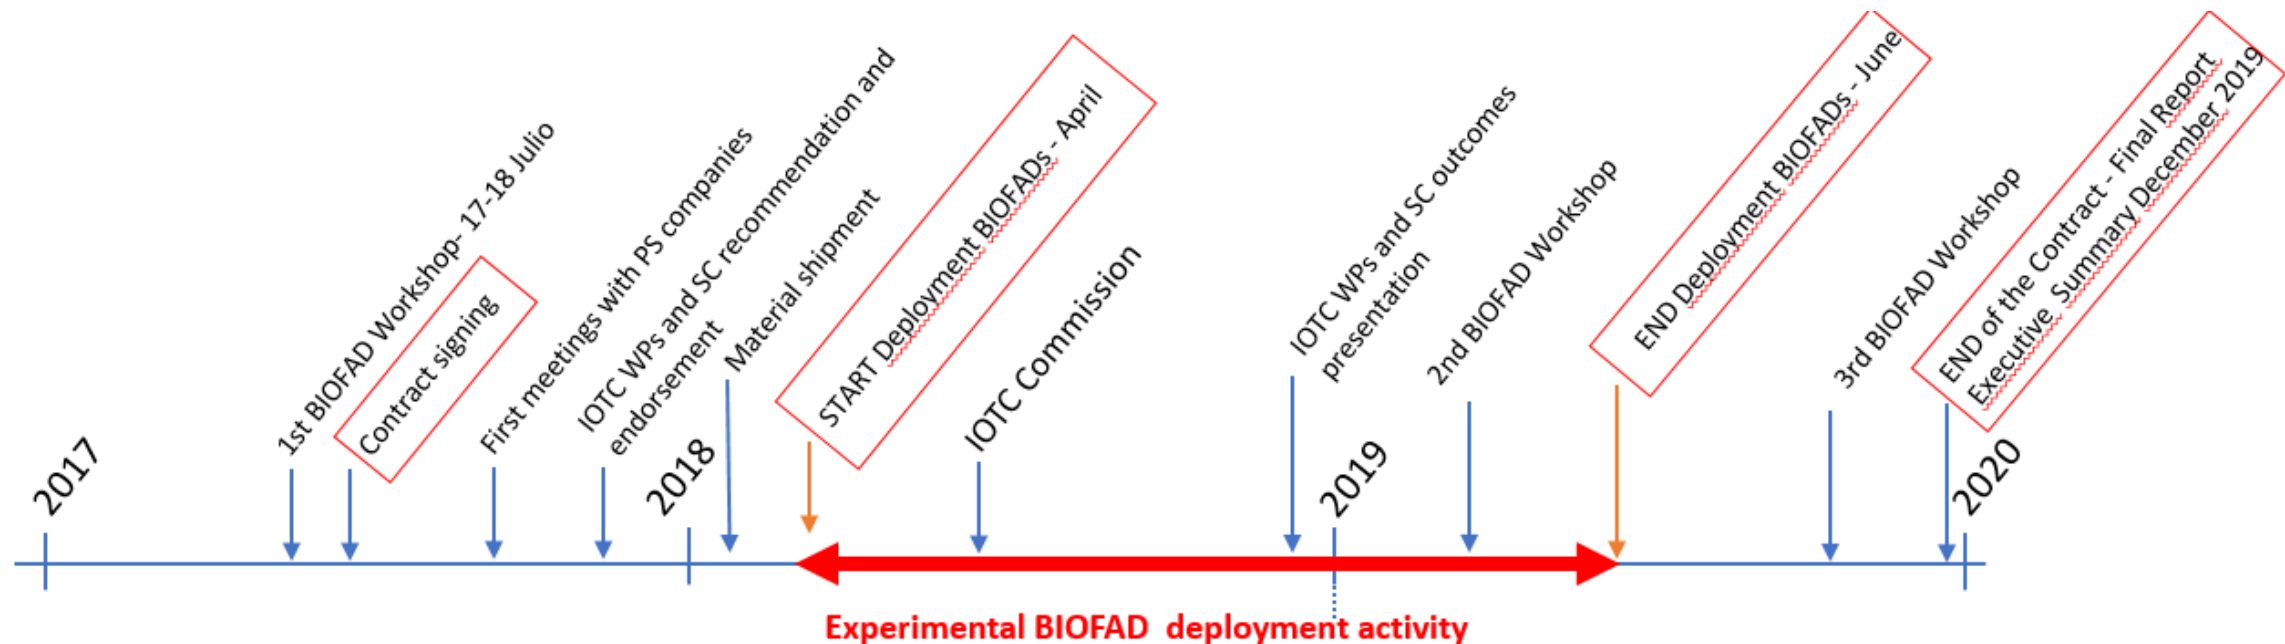 2017
1st BIOFAD Workshop- 17-18 Julio
Contract signing
First meetings with PS companies
IOTC WPs and SC recommendation and
endorsement
2018
Material shipment
START Deployment BIOFADs - April
IOTC Commission
IOTC WPs and SC outcomes
presentation
2019
2nd BIOFAD Workshop
END Deployment BIOFADs - June
3rd BIOFAD Workshop
END of the Contract - Final Report
Executive Summary December 2019
2020
Experimental BIOFAD deployment activity